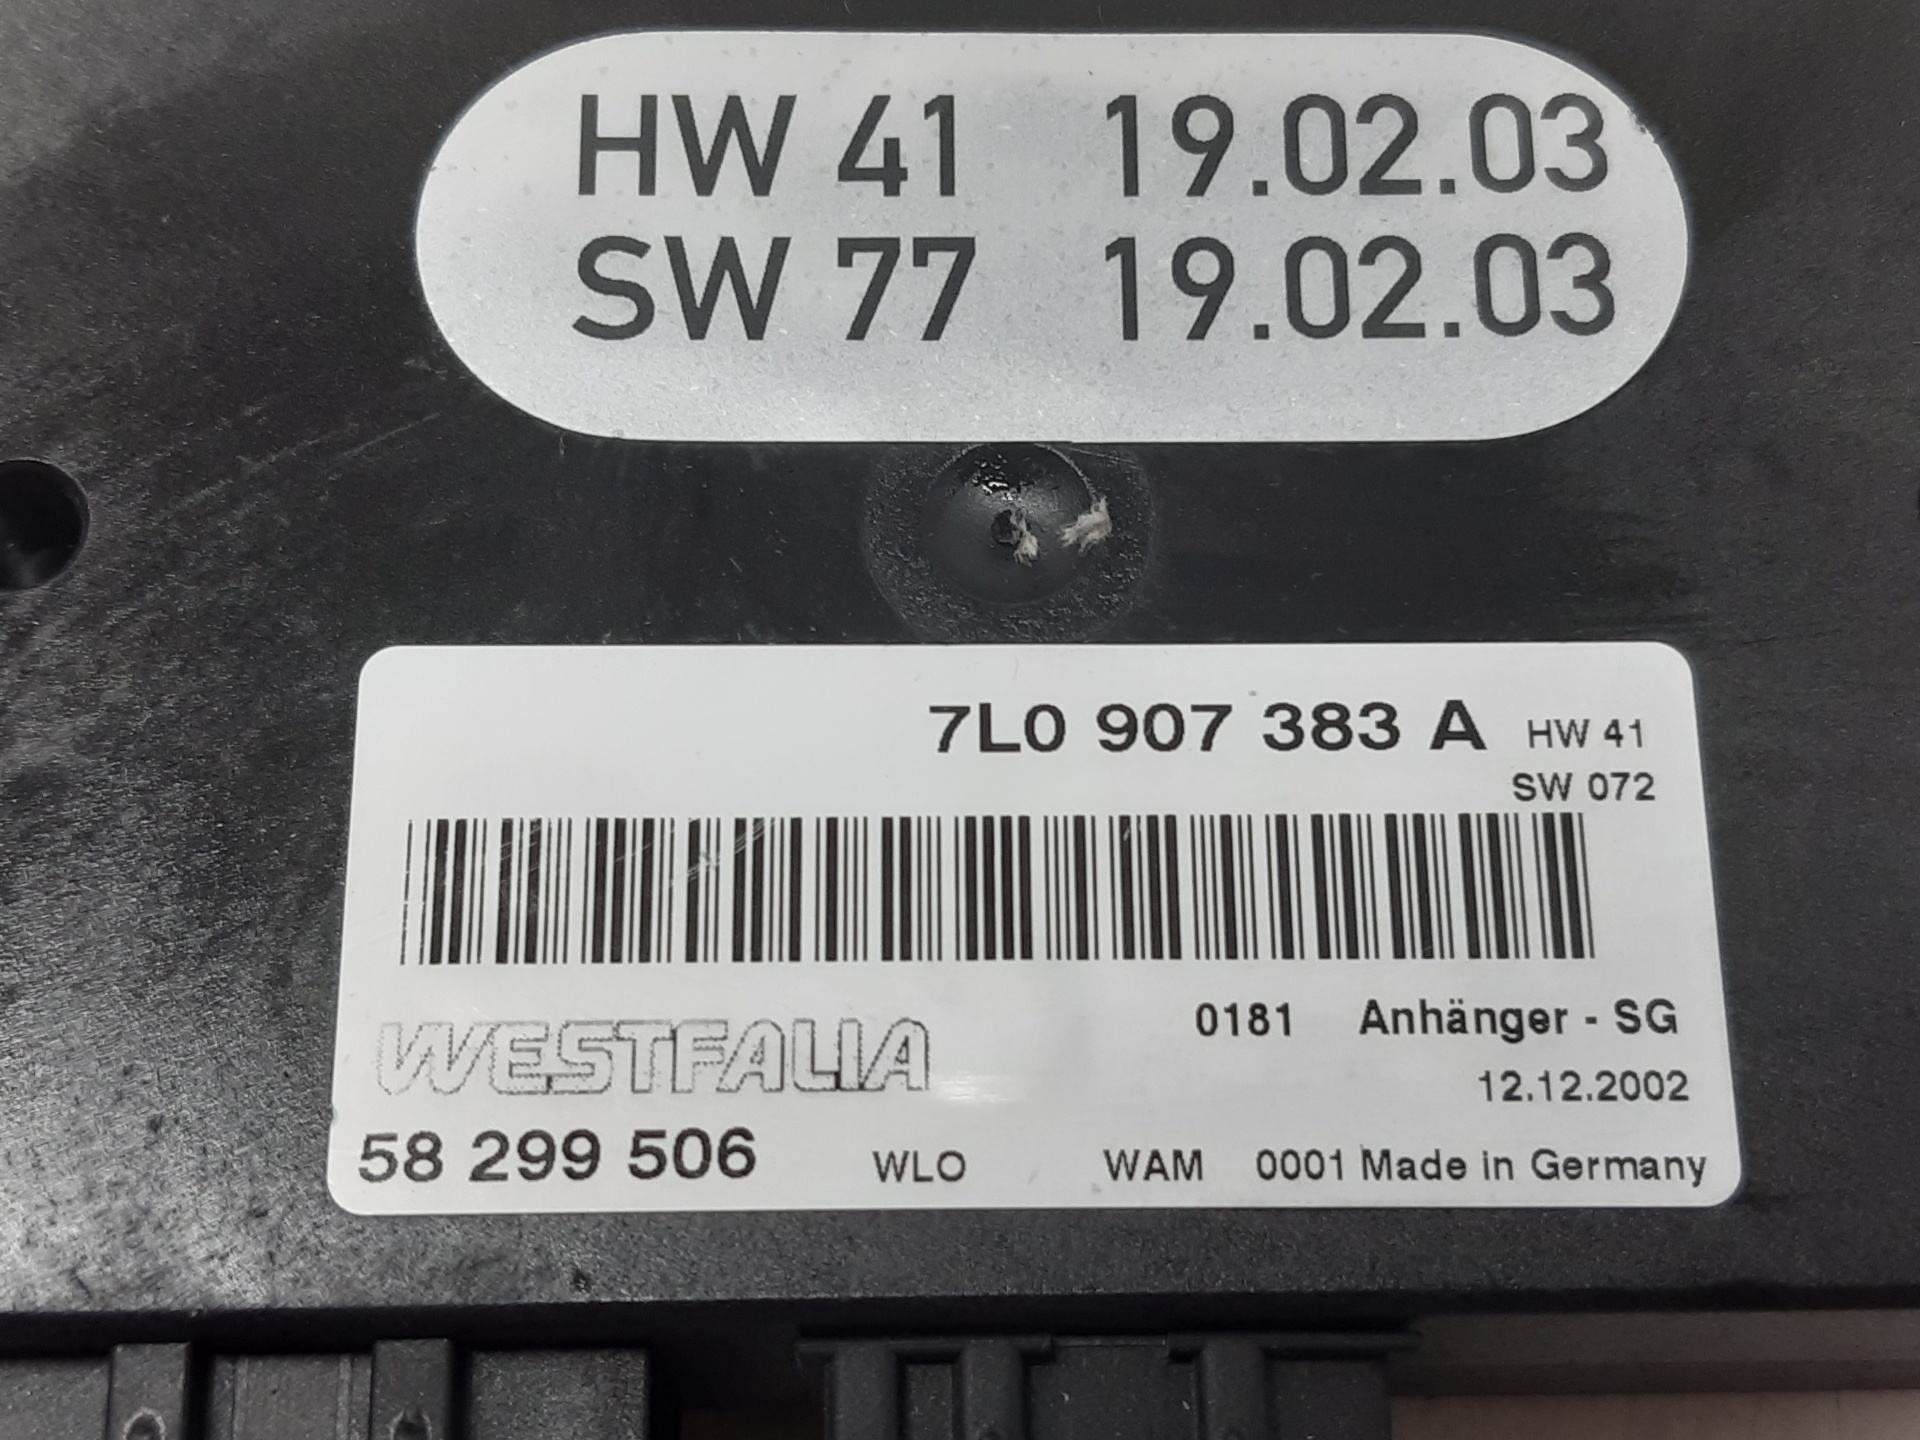 HW 41 19.02.03
SW 77 19.02.03
7L0 907 383 A HW 41
SW 072
WESTFALIA 0181 Anhänger - SG
12.12.2002
58 299 506 WLO WAM 0001 Made in Germany